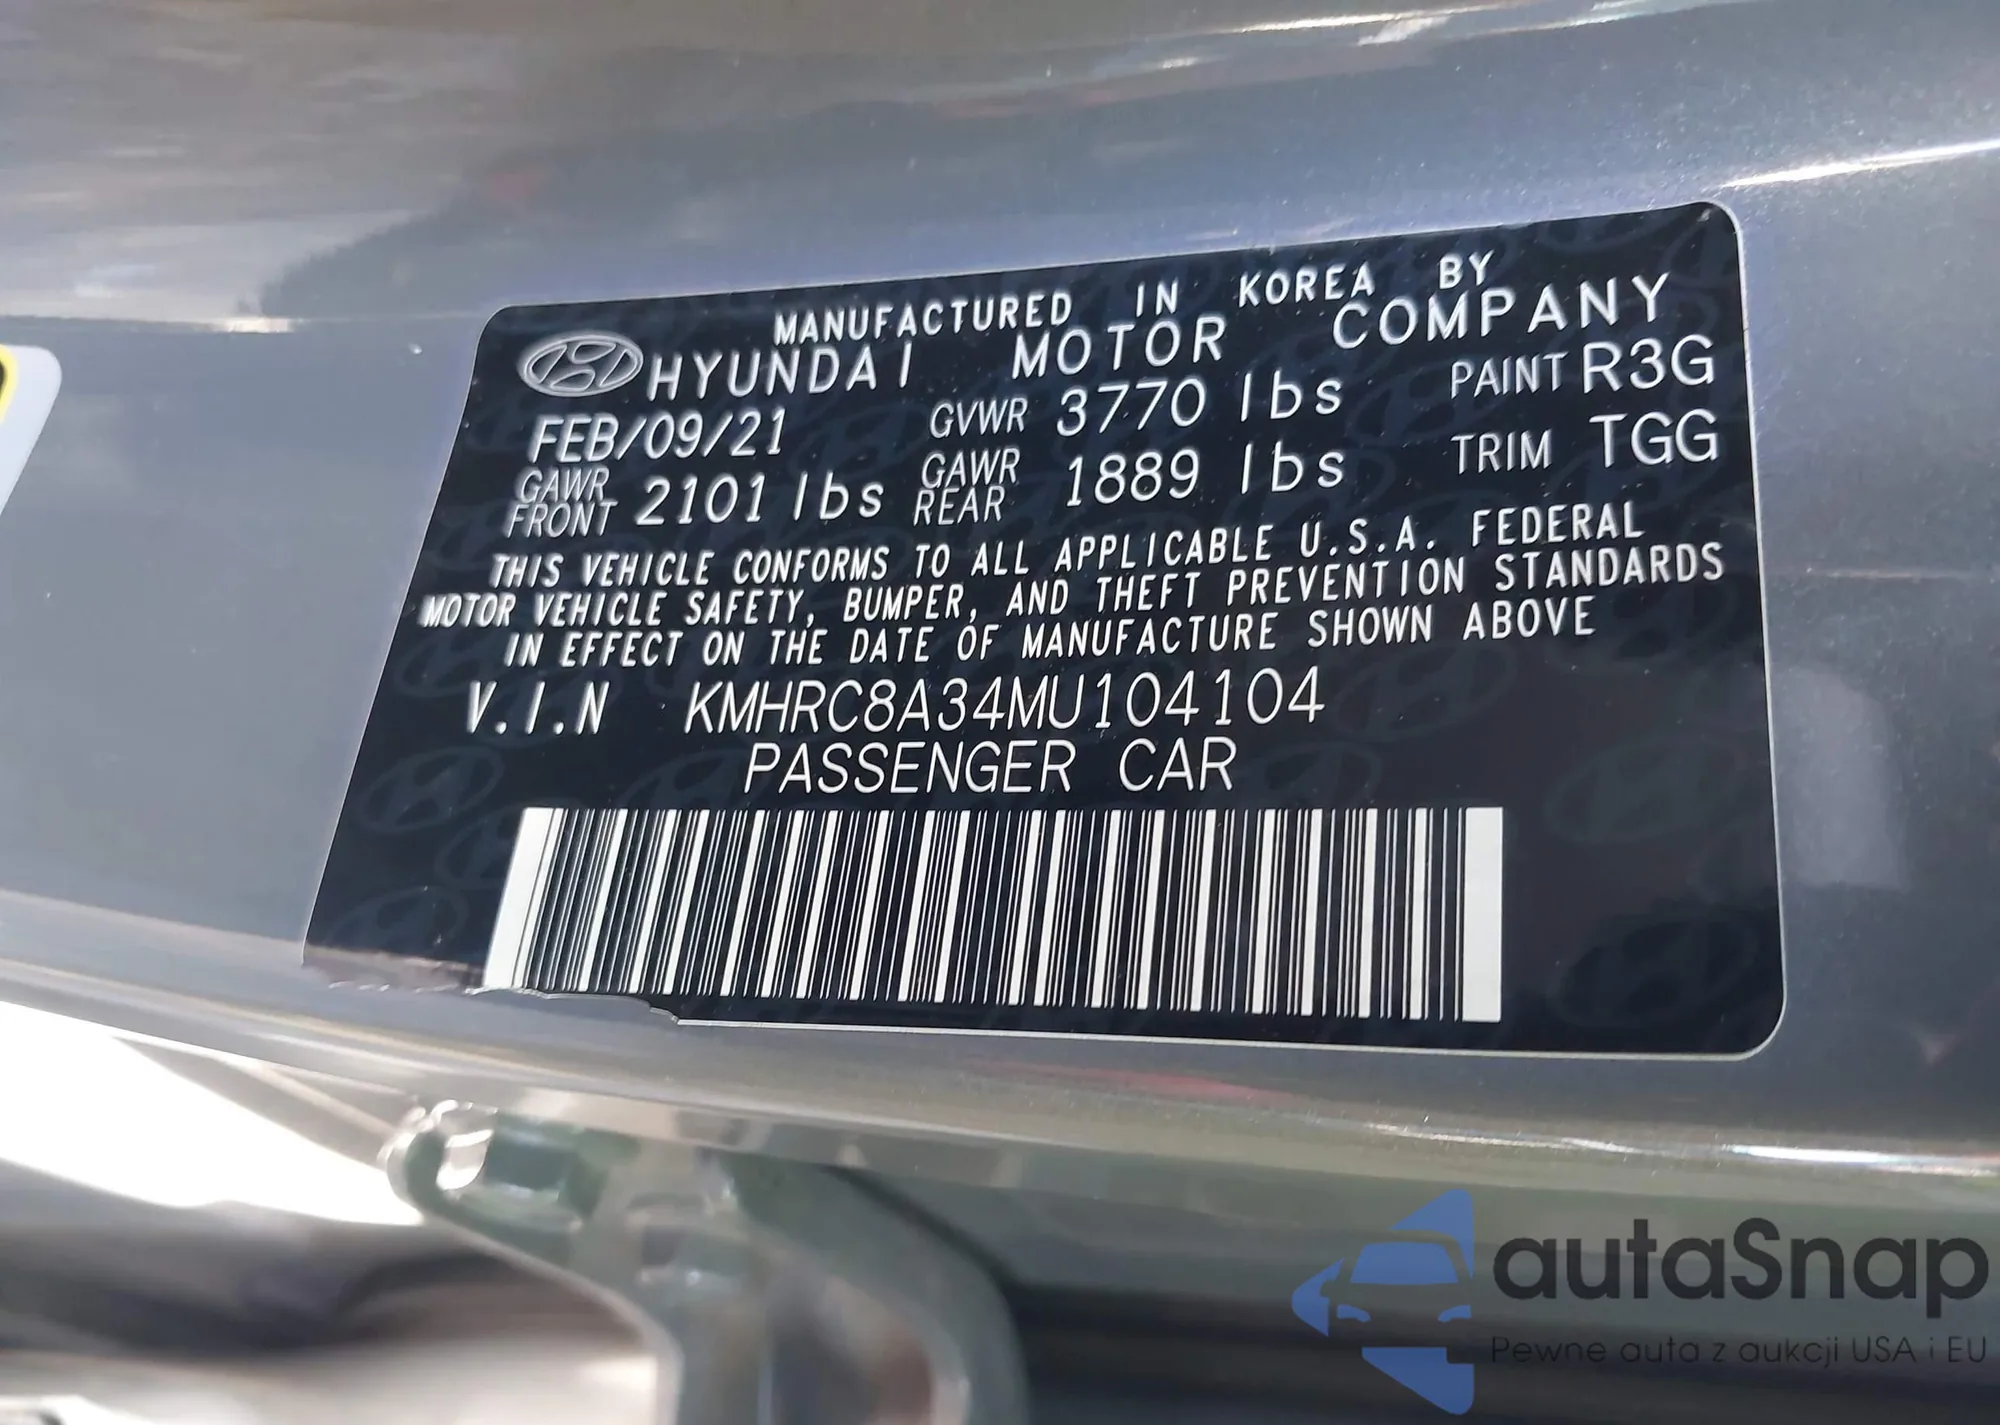 MANUFACTURED IN KOREA BY
HYUNDAI MOTOR COMPANY
FEB/09/21 GVWR 3770 lbs PAINT R3G
GAWR FRONT 2101 lbs GAWR REAR 1889 lbs TRIM TGG
THIS VEHICLE CONFORMS TO ALL APPLICABLE U.S.A. FEDERAL
MOTOR VEHICLE SAFETY, BUMPER, AND THEFT PREVENTION STANDARDS
IN EFFECT ON THE DATE OF MANUFACTURE SHOWN ABOVE
V.I.N KMHRC8A34MU104104
PASSENGER CAR
autaSnap
Pewne auta z aukcji USA i EU